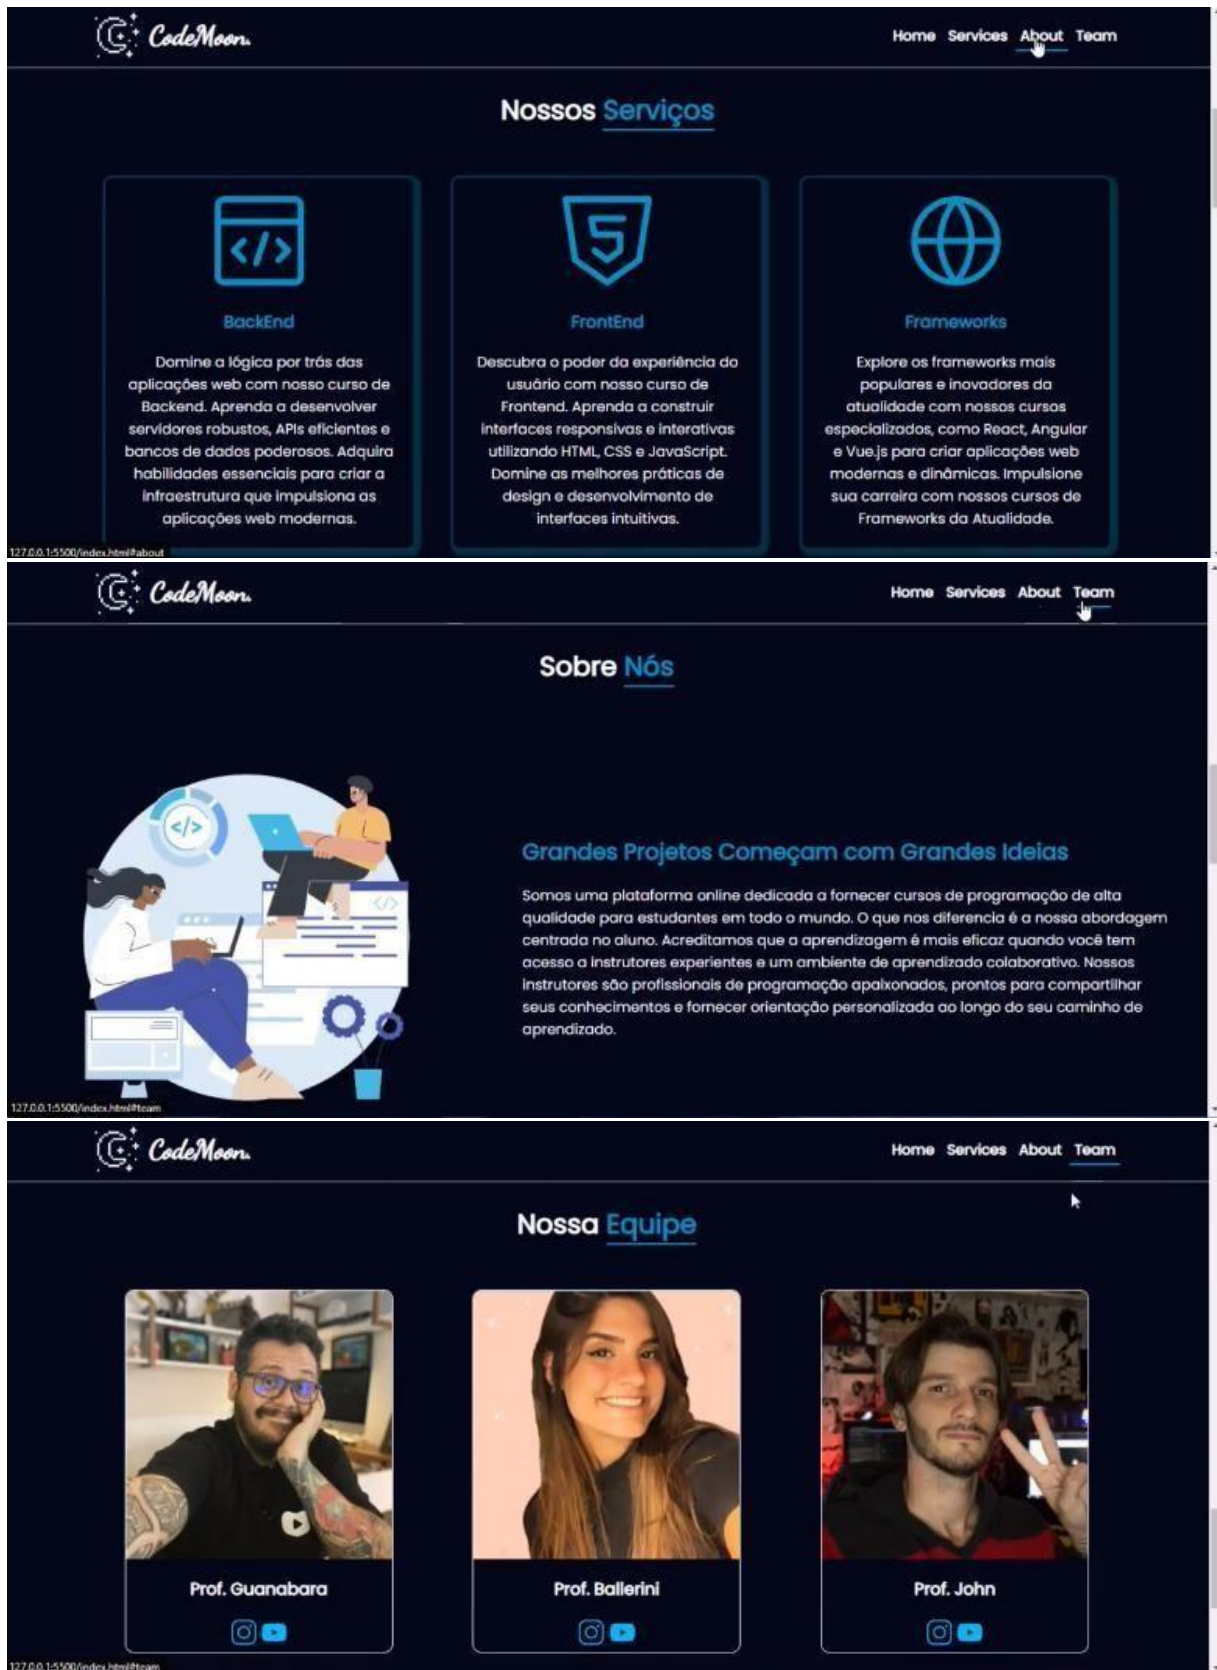 CodeMoon.
Home Services About Team
Nossos Serviços
BackEnd
Domine a lógica por trás das
aplicações web com nosso curso de
Backend. Aprenda a desenvolver
servidores robustos, APIs eficientes e
bancos de dados poderosos. Adquira
habilidades essenciais para criar a
infraestrutura que impulsiona as
aplicações web modernas.
FrontEnd
Descubra o poder da experiência do
usuário com nosso curso de
Frontend. Aprenda a construir
interfaces responsivas e interativas
utilizando HTML, CSS e JavaScript.
Domine as melhores práticas de
design e desenvolvimento de
interfaces intuitivas.
Frameworks
Explore os frameworks mais
populares e inovadores da
atualidade com nossos cursos
especializados, como React, Angular
e Vue.js para criar aplicações web
modernas e dinâmicas. Impulsione
sua carreira com nossos cursos de
Frameworks da Atualidade.
127.0.0.1:5500/index.html#about
CodeMoon.
Home Services About Team
Sobre Nós
</>
</>
Grandes Projetos Começam com Grandes Ideias
Somos uma plataforma online dedicada a fornecer cursos de programação de alta
qualidade para estudantes em todo o mundo. O que nos diferencia é a nossa abordagem
centrada no aluno. Acreditamos que a aprendizagem é mais eficaz quando você tem
acesso a instrutores experientes e um ambiente de aprendizado colaborativo. Nossos
instrutores são profissionais de programação apaixonados, prontos para compartilhar
seus conhecimentos e fornecer orientação personalizada ao longo do seu caminho de
aprendizado.
127.0.0.1:5500/index.html#team
CodeMoon.
Home Services About Team
Nossa Equipe
Prof. Guanabara
Prof. Ballerini
Prof. John
127.0.0.1:5500/index.html#team